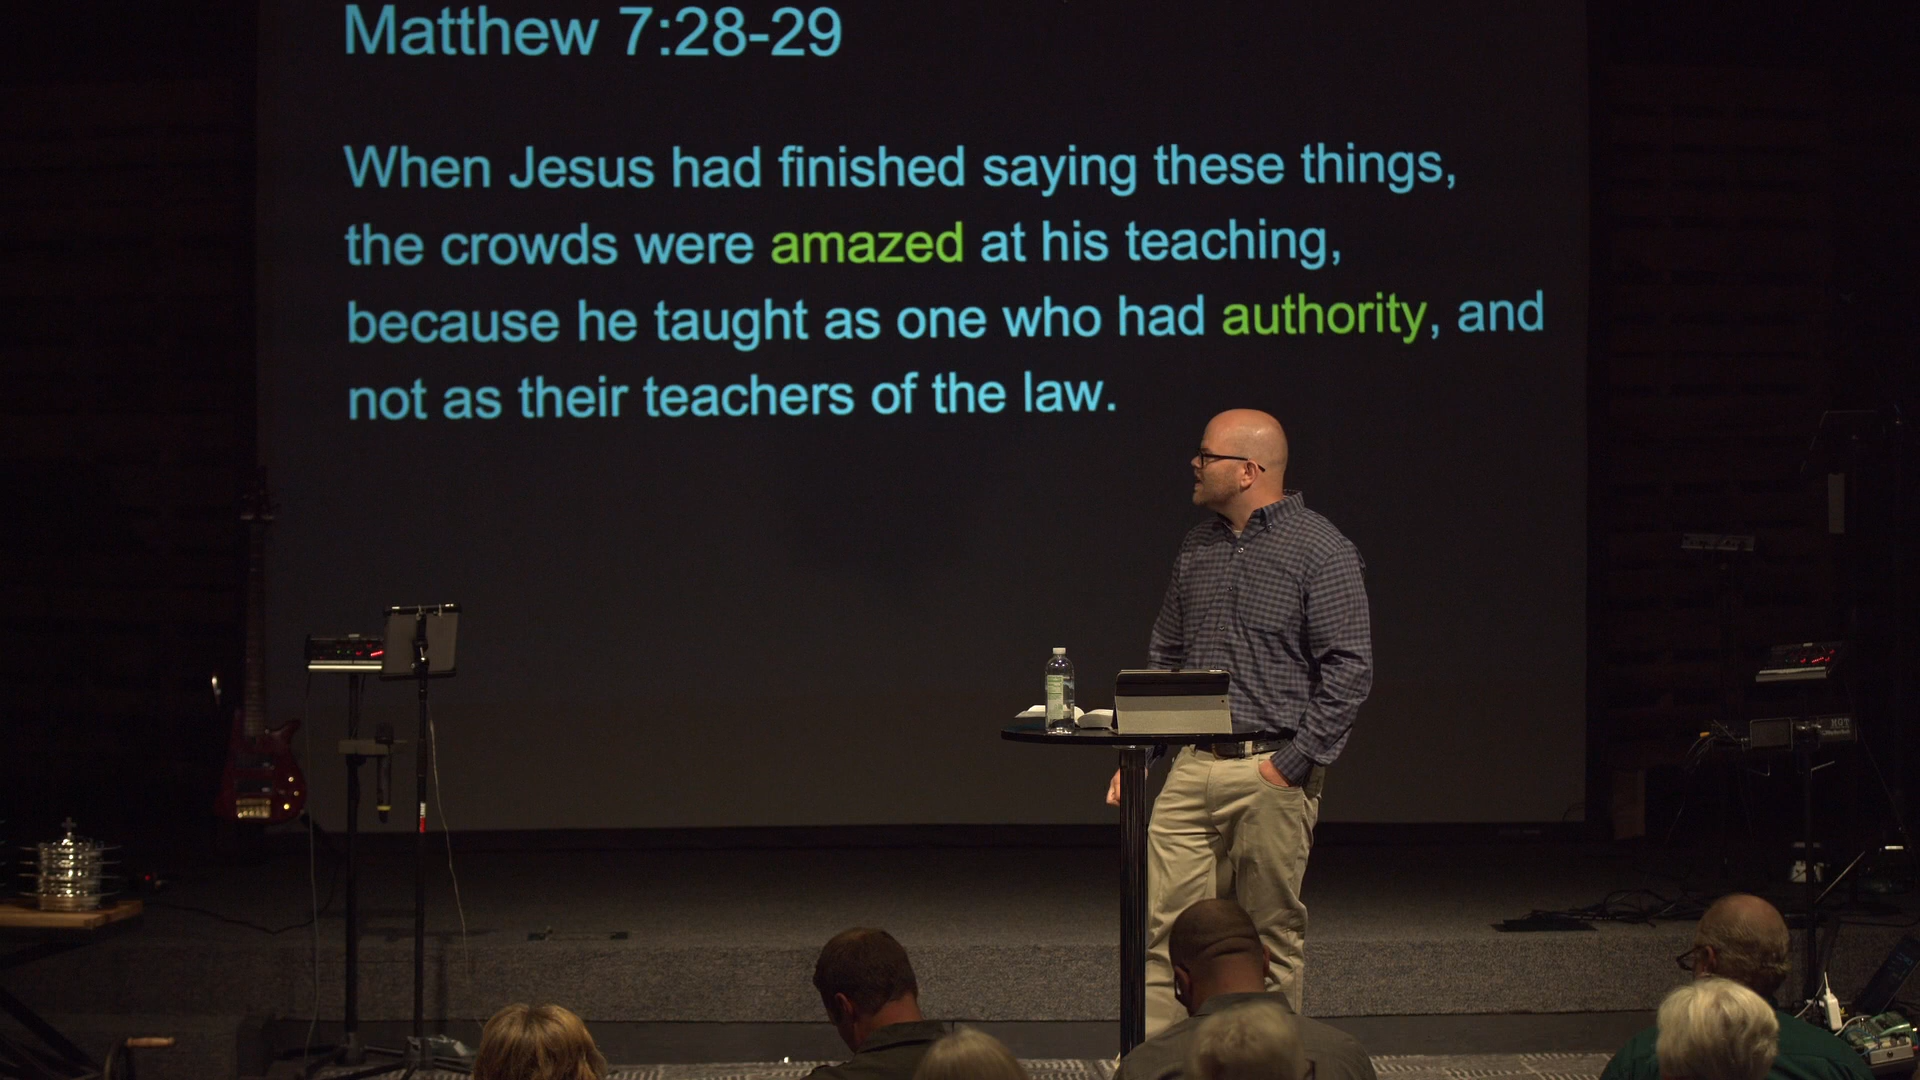 Matthew 7:28-29
When Jesus had finished saying these things,
the crowds were amazed at his teaching,
because he taught as one who had authority, and
not as their teachers of the law.